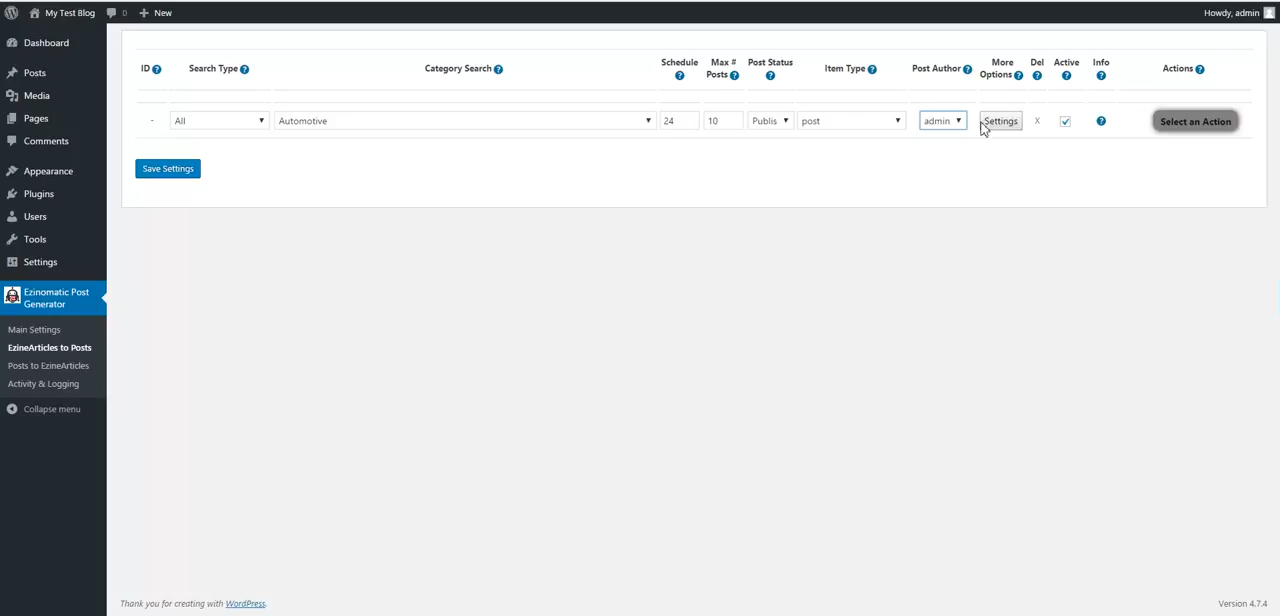 My Test Blog 0 New Howdy, admin
Dashboard
Posts
Media
Pages
Comments
Appearance
Plugins
Users
Tools
Settings
Ezinomatic Post
Generator
Main Settings
EzineArticles to Posts
Posts to EzineArticles
Activity & Logging
Collapse menu
ID Search Type Category Search Schedule Max # Posts Post Status Item Type Post Author More Options Del Active Info Actions
- All Automotive 24 10 Publis post admin Settings X Select an Action
Save Settings
Thank you for creating with WordPress. Version 4.7.4